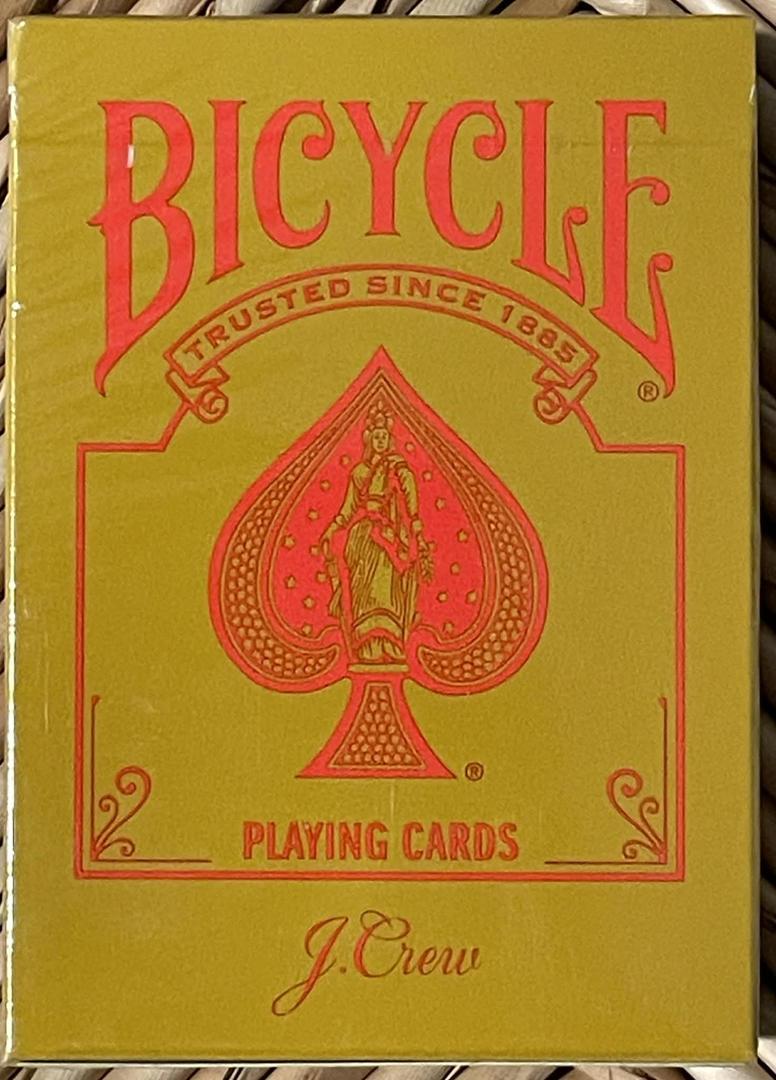 BICYCLE
TRUSTED SINCE 1885
®
®
PLAYING CARDS
J.Crew